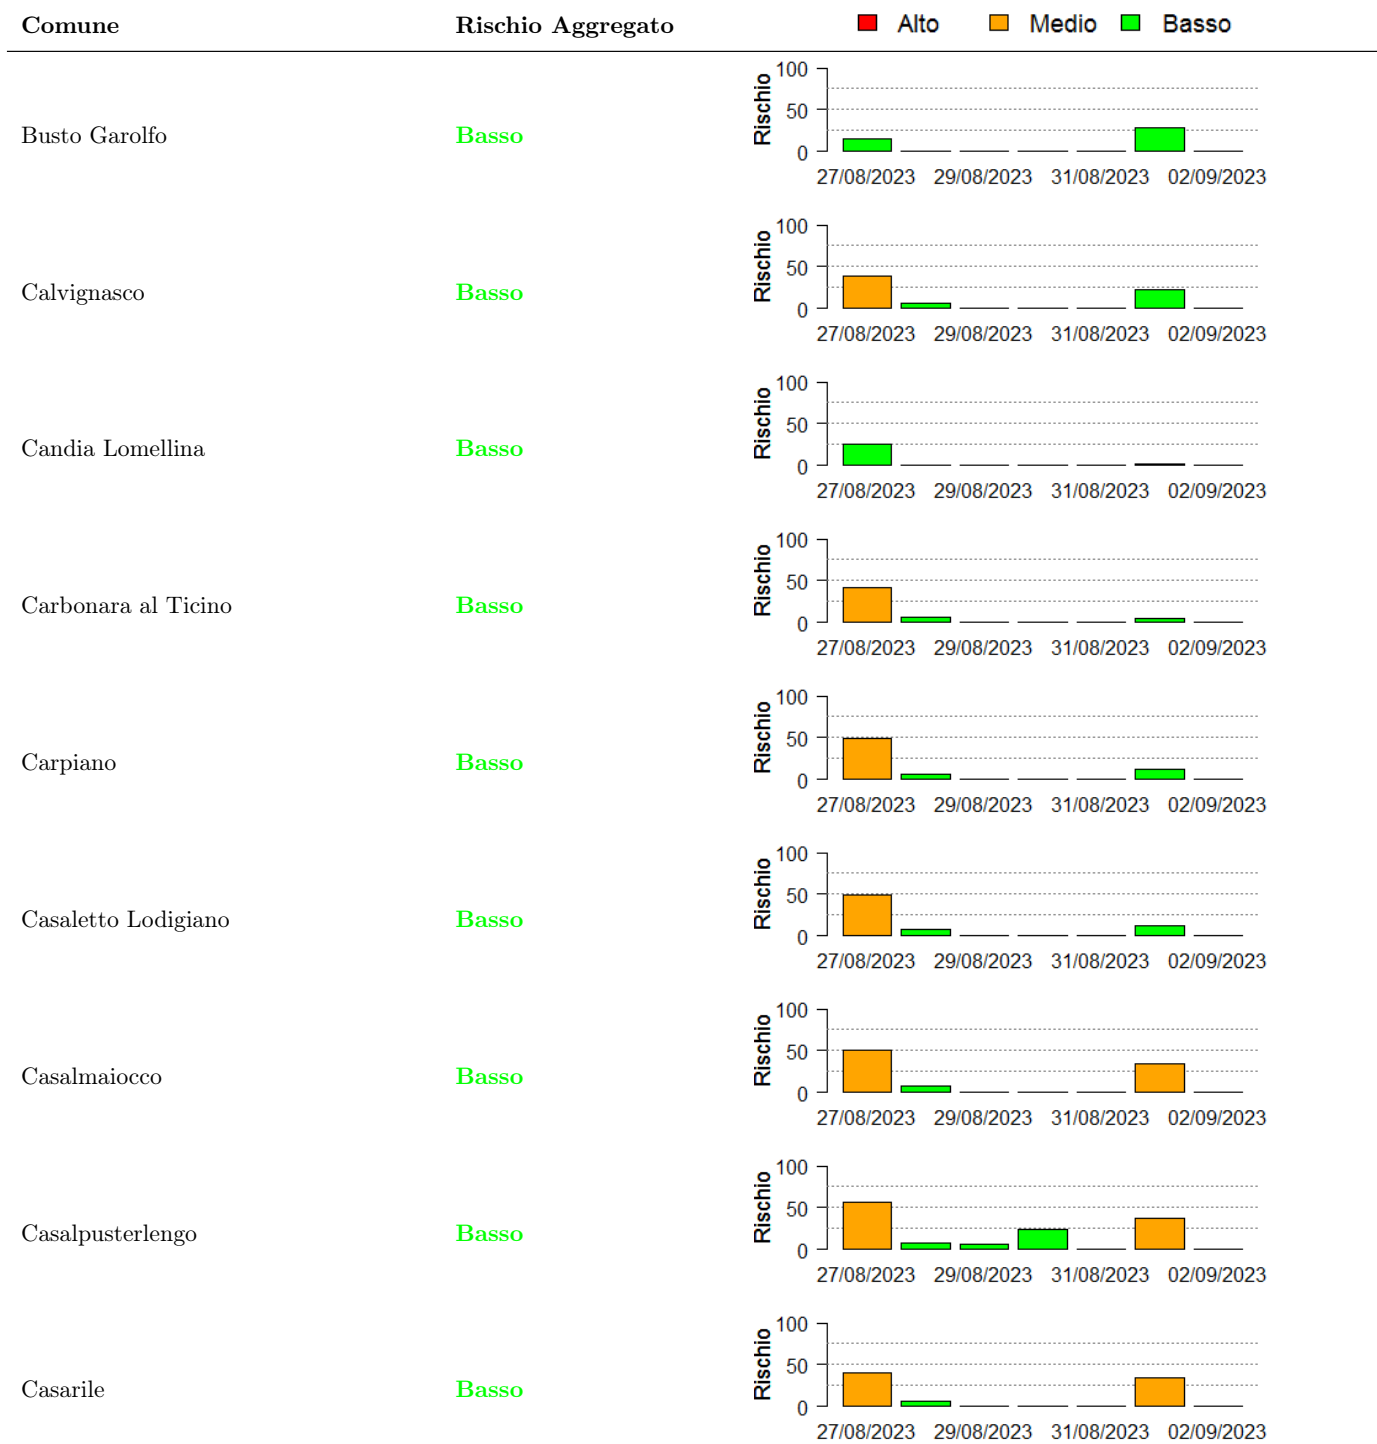 Comune Rischio Aggregato Alto Medio Basso
100
50
0
Rischio
Busto Garolfo Basso
27/08/2023 29/08/2023 31/08/2023 02/09/2023
100
50
0
Rischio
Calvignasco Basso
27/08/2023 29/08/2023 31/08/2023 02/09/2023
100
50
0
Rischio
Candia Lomellina Basso
27/08/2023 29/08/2023 31/08/2023 02/09/2023
100
50
0
Rischio
Carbonara al Ticino Basso
27/08/2023 29/08/2023 31/08/2023 02/09/2023
100
50
0
Rischio
Carpiano Basso
27/08/2023 29/08/2023 31/08/2023 02/09/2023
100
50
0
Rischio
Casaletto Lodigiano Basso
27/08/2023 29/08/2023 31/08/2023 02/09/2023
100
50
0
Rischio
Casalmaiocco Basso
27/08/2023 29/08/2023 31/08/2023 02/09/2023
100
50
0
Rischio
Casalpusterlengo Basso
27/08/2023 29/08/2023 31/08/2023 02/09/2023
100
50
0
Rischio
Casarile Basso
27/08/2023 29/08/2023 31/08/2023 02/09/2023